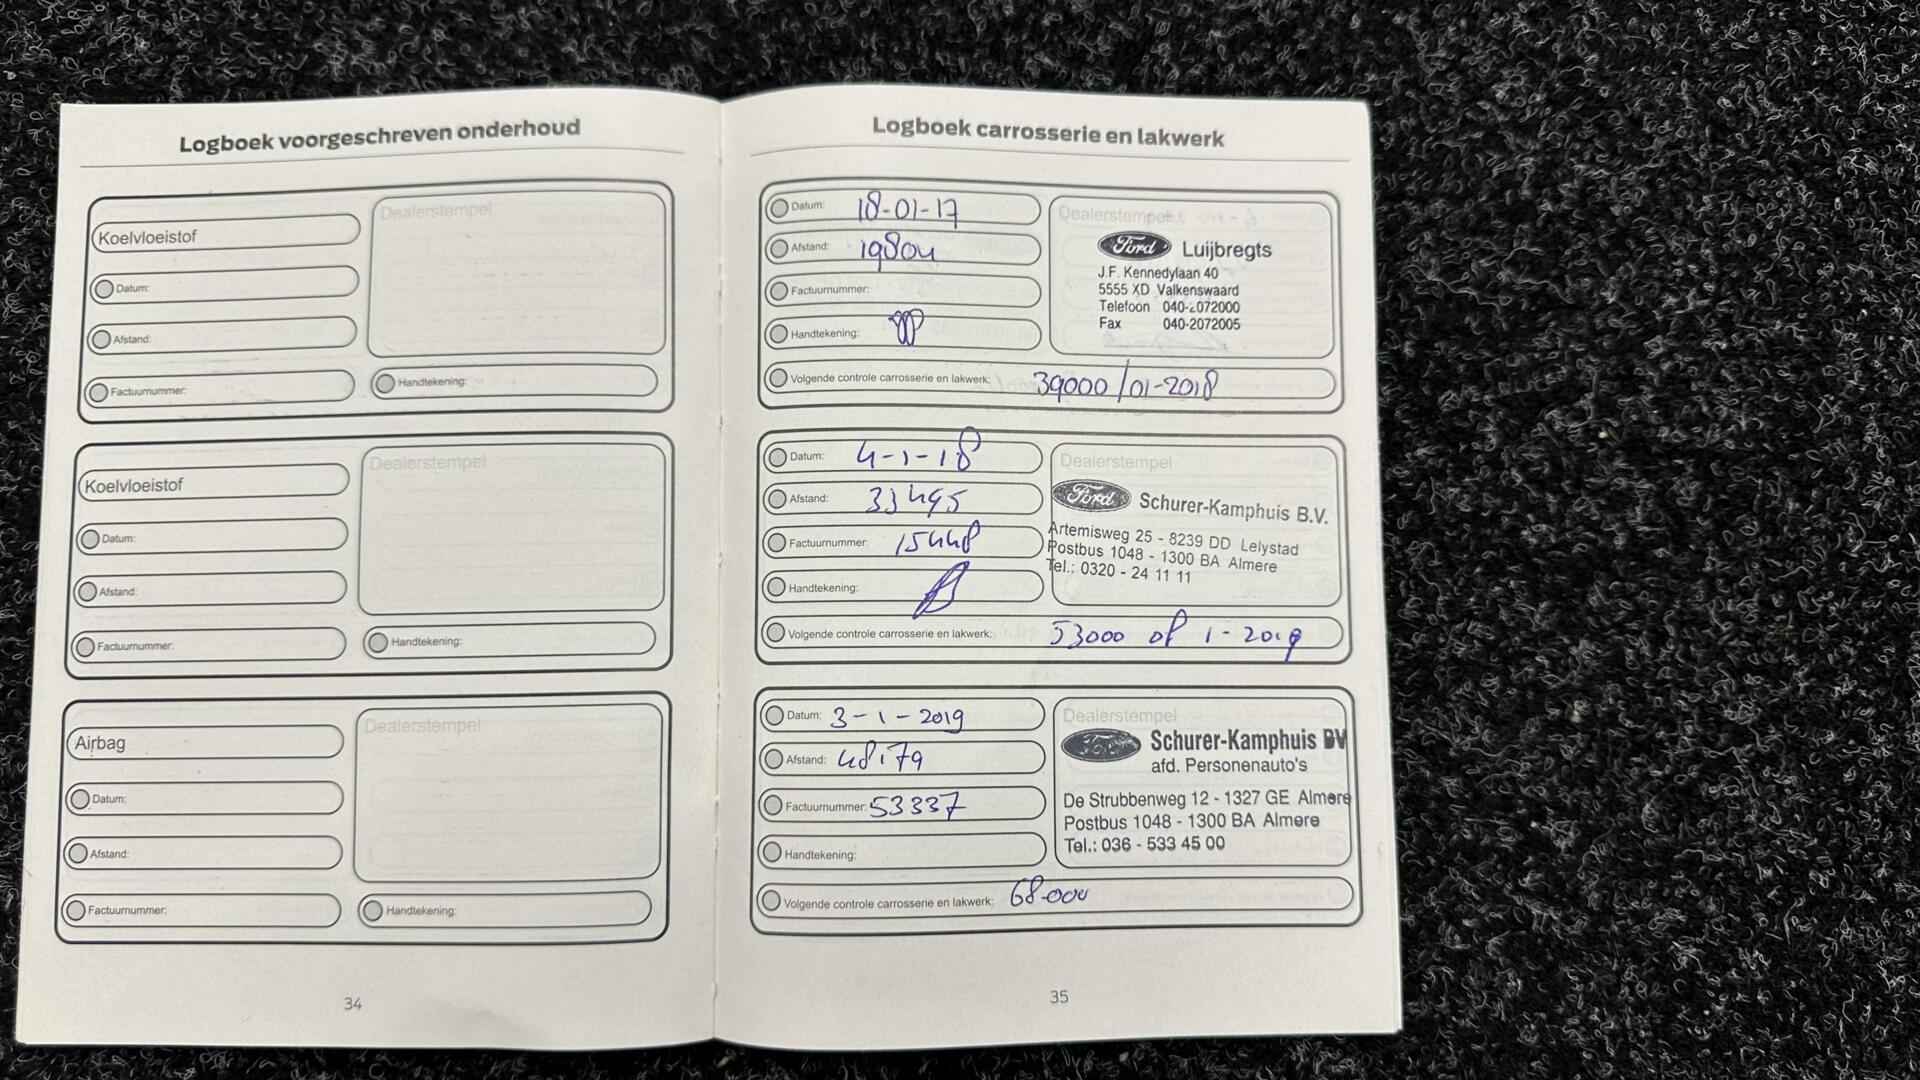 Logboek voorgeschreven onderhoud
Koelvloeistof
Datum:
Afstand:
Factuurnummer:
Dealerstempel
Handtekening:
Koelvloeistof
Datum:
Afstand:
Factuurnummer:
Dealerstempel
Handtekening:
Airbag
Datum:
Afstand:
Factuurnummer:
Dealerstempel
Handtekening:
34
Logboek carrosserie en lakwerk
Datum: 18-01-17
Afstand: 19804
Factuurnummer:
Handtekening:
Dealerstempel
Ford Luijbregts
J.F. Kennedylaan 40
5555 XD Valkenswaard
Telefoon 040-2072000
Fax 040-2072005
Volgende controle carrosserie en lakwerk: 39000/01-2018
Datum: 4-1-18
Afstand: 33495
Factuurnummer: 15448
Handtekening:
Dealerstempel
Ford Schurer-Kamphuis B.V.
Artemisweg 25 - 8239 DD Lelystad
Postbus 1048 - 1300 BA Almere
Tel.: 0320 - 24 11 11
Volgende controle carrosserie en lakwerk: 53000 of 1-2019
Datum: 3-1-2019
Afstand: 48179
Factuurnummer: 53337
Handtekening:
Dealerstempel
Ford Schurer-Kamphuis BV
afd. Personenauto's
De Strubbenweg 12 - 1327 GE Almere
Postbus 1048 - 1300 BA Almere
Tel.: 036 - 533 45 00
Volgende controle carrosserie en lakwerk: 68.000
35